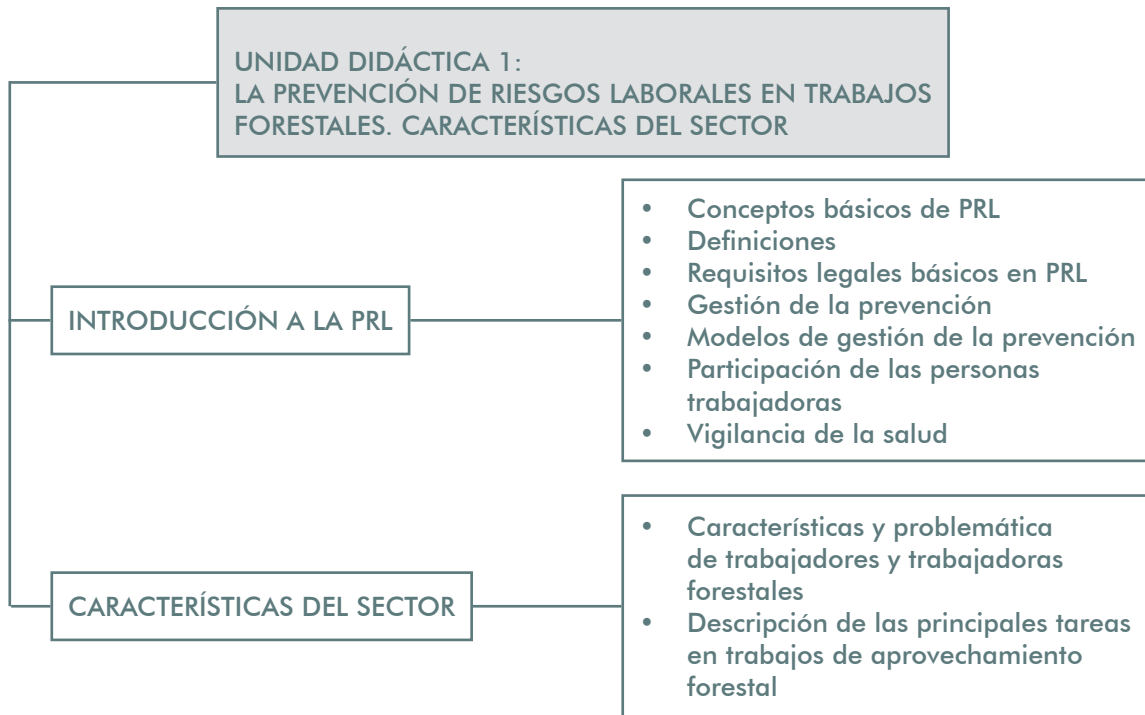 UNIDAD DIDÁCTICA 1:
LA PREVENCIÓN DE RIESGOS LABORALES EN TRABAJOS
FORESTALES. CARACTERÍSTICAS DEL SECTOR
INTRODUCCIÓN A LA PRL
• Conceptos básicos de PRL
• Definiciones
• Requisitos legales básicos en PRL
• Gestión de la prevención
• Modelos de gestión de la prevención
• Participación de las personas
trabajadoras
• Vigilancia de la salud
CARACTERÍSTICAS DEL SECTOR
• Características y problemática
de trabajadores y trabajadoras
forestales
• Descripción de las principales tareas
en trabajos de aprovechamiento
forestal